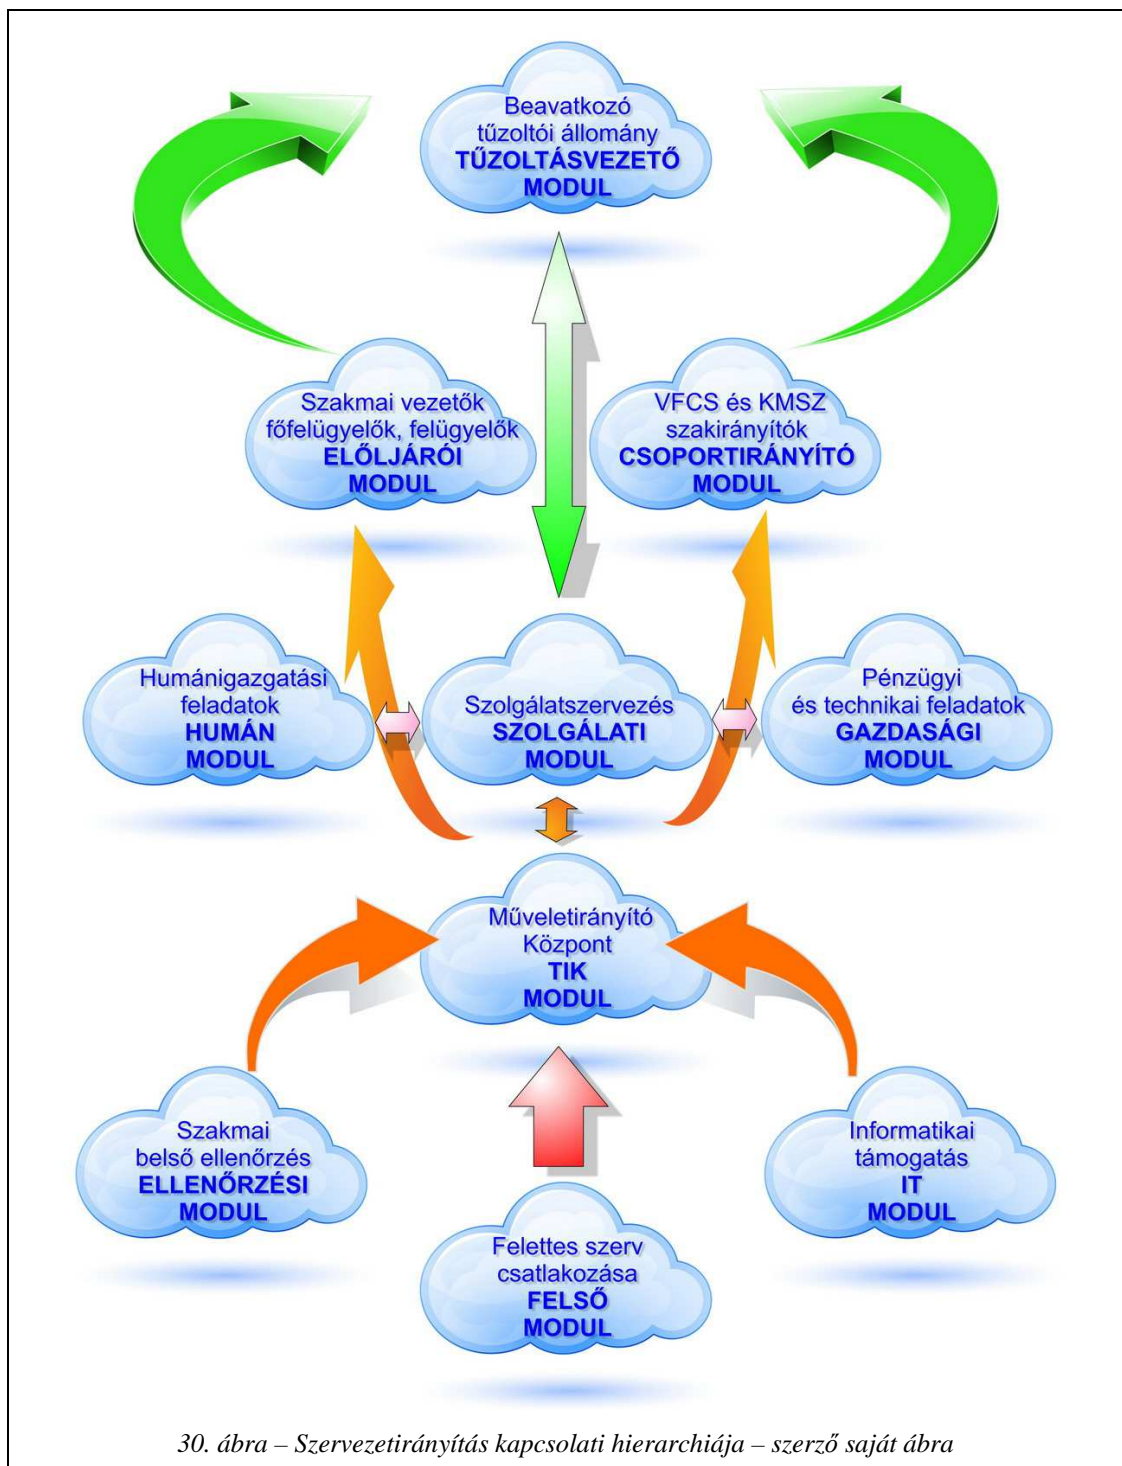 Beavatkozó
tűzoltói állomány
TŰZOLTÁSVEZETŐ
MODUL
Szakmai vezetők
főfelügyelők, felügyelők
ELŐLJÁRÓI
MODUL
VFCS és KMSZ
szakirányítók
CSOPORTIRÁNYÍTÓ
MODUL
Humánigazgatási
feladatok
HUMÁN
MODUL
Szolgálatszervezés
SZOLGÁLATI
MODUL
Pénzügyi
és technikai feladatok
GAZDASÁGI
MODUL
Műveletirányító
Központ
TIK
MODUL
Szakmai
belső ellenőrzés
ELLENŐRZÉSI
MODUL
Informatikai
támogatás
IT
MODUL
Felettes szerv
csatlakozása
FELSŐ
MODUL
30. ábra – Szervezetirányítás kapcsolati hierarchiája – szerző saját ábra